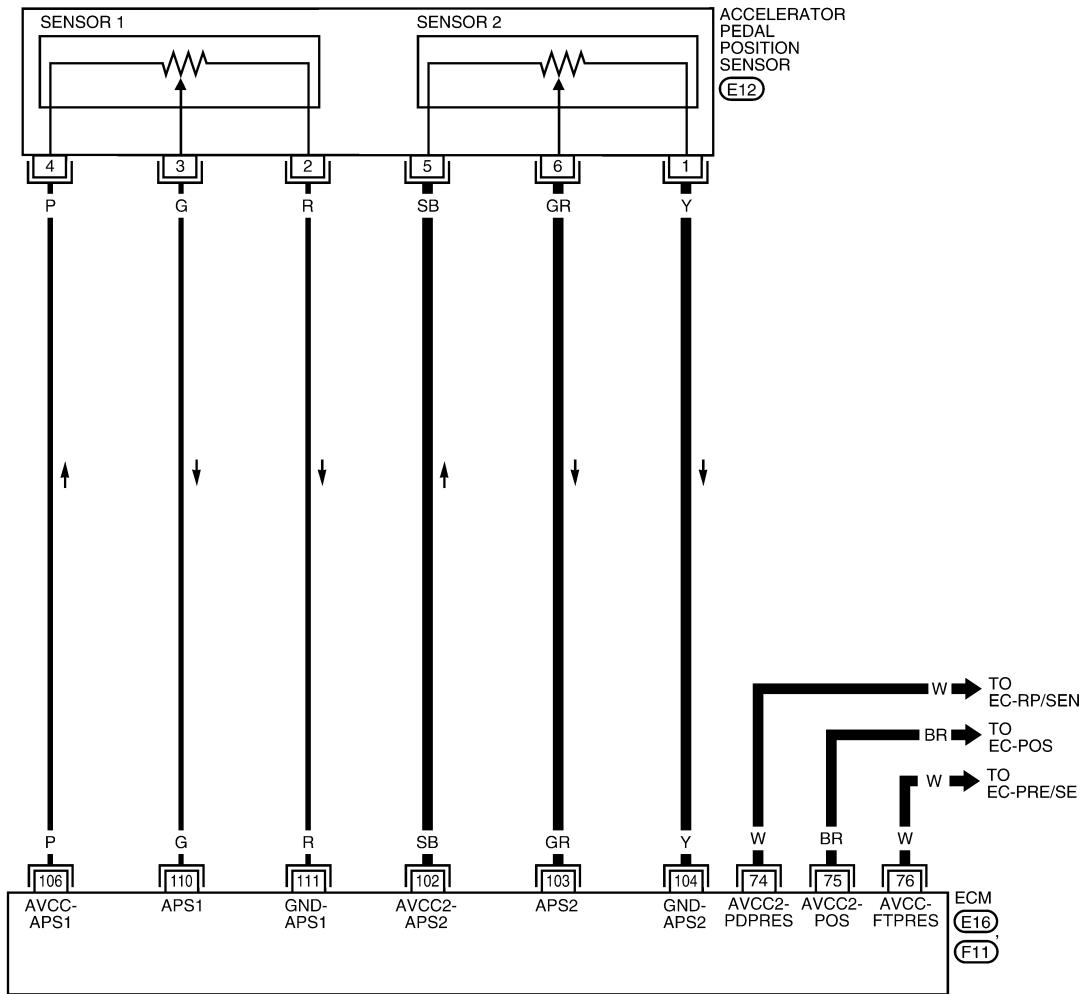 SENSOR 1
SENSOR 2
ACCELERATOR
PEDAL
POSITION
SENSOR
E12
4 3 2 5 6 1
P G R SB GR Y
W TO
EC-RP/SEN
BR TO
EC-POS
W TO
EC-PRE/SE
P G R SB GR Y W BR W
106 110 111 102 103 104 74 75 76
AVCC-
APS1
APS1
GND-
APS1
AVCC2-
APS2
APS2
GND-
APS2
AVCC2-
PDPRES
AVCC2-
POS
AVCC-
FTPRES
ECM
E16 ,
F11